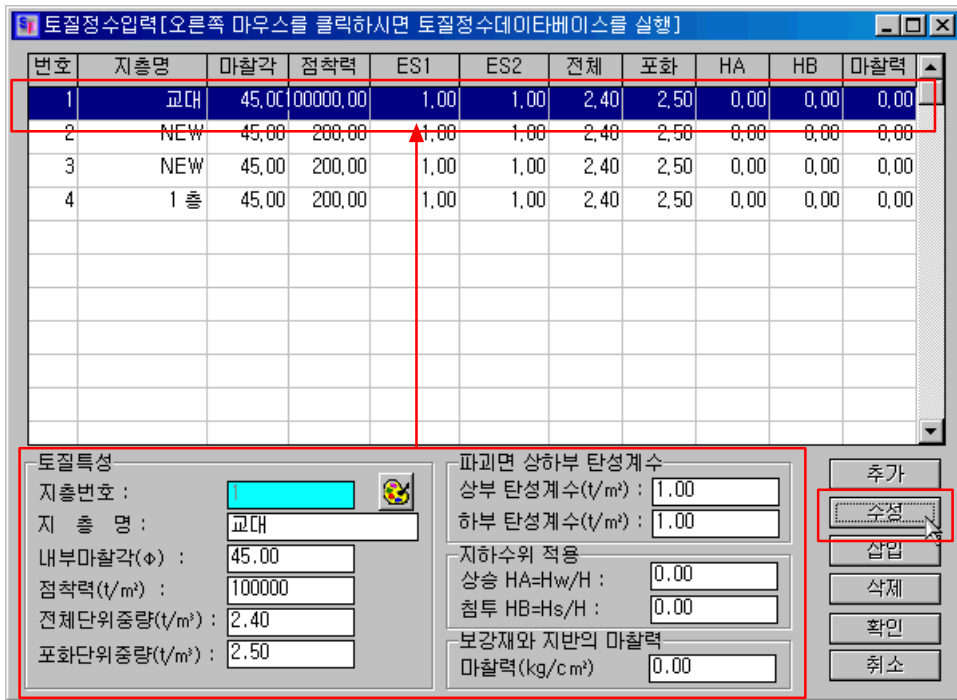 토질정수입력[오른쪽 마우스를 클릭하시면 토질정수데이타베이스를 실행]
번호 지층명 마찰각 점착력 ES1 ES2 전체 포화 HA HB 마찰력
1 교대 45,00 100000,00 1,00 1,00 2,40 2,50 0,00 0,00 0,00
2 NEW 45,00 200,00 1,00 1,00 2,40 2,50 0,00 0,00 0,00
3 NEW 45,00 200,00 1,00 1,00 2,40 2,50 0,00 0,00 0,00
4 1 층 45,00 200,00 1,00 1,00 2,40 2,50 0,00 0,00 0,00
토질특성
지층번호 : 1
지 층 명 : 교대
내부마찰각(Φ) : 45.00
점착력(t/m²) : 100000
전체단위중량(t/m³) : 2.40
포화단위중량(t/m³) : 2.50
파괴면 상하부 탄성계수
상부 탄성계수(t/m²) : 1.00
하부 탄성계수(t/m²) : 1.00
지하수위 적용
상승 HA=Hw/H : 0.00
침투 HB=Hs/H : 0.00
보강재와 지반의 마찰력
마찰력(kg/cm²) 0.00
추가
수정
삽입
삭제
확인
취소